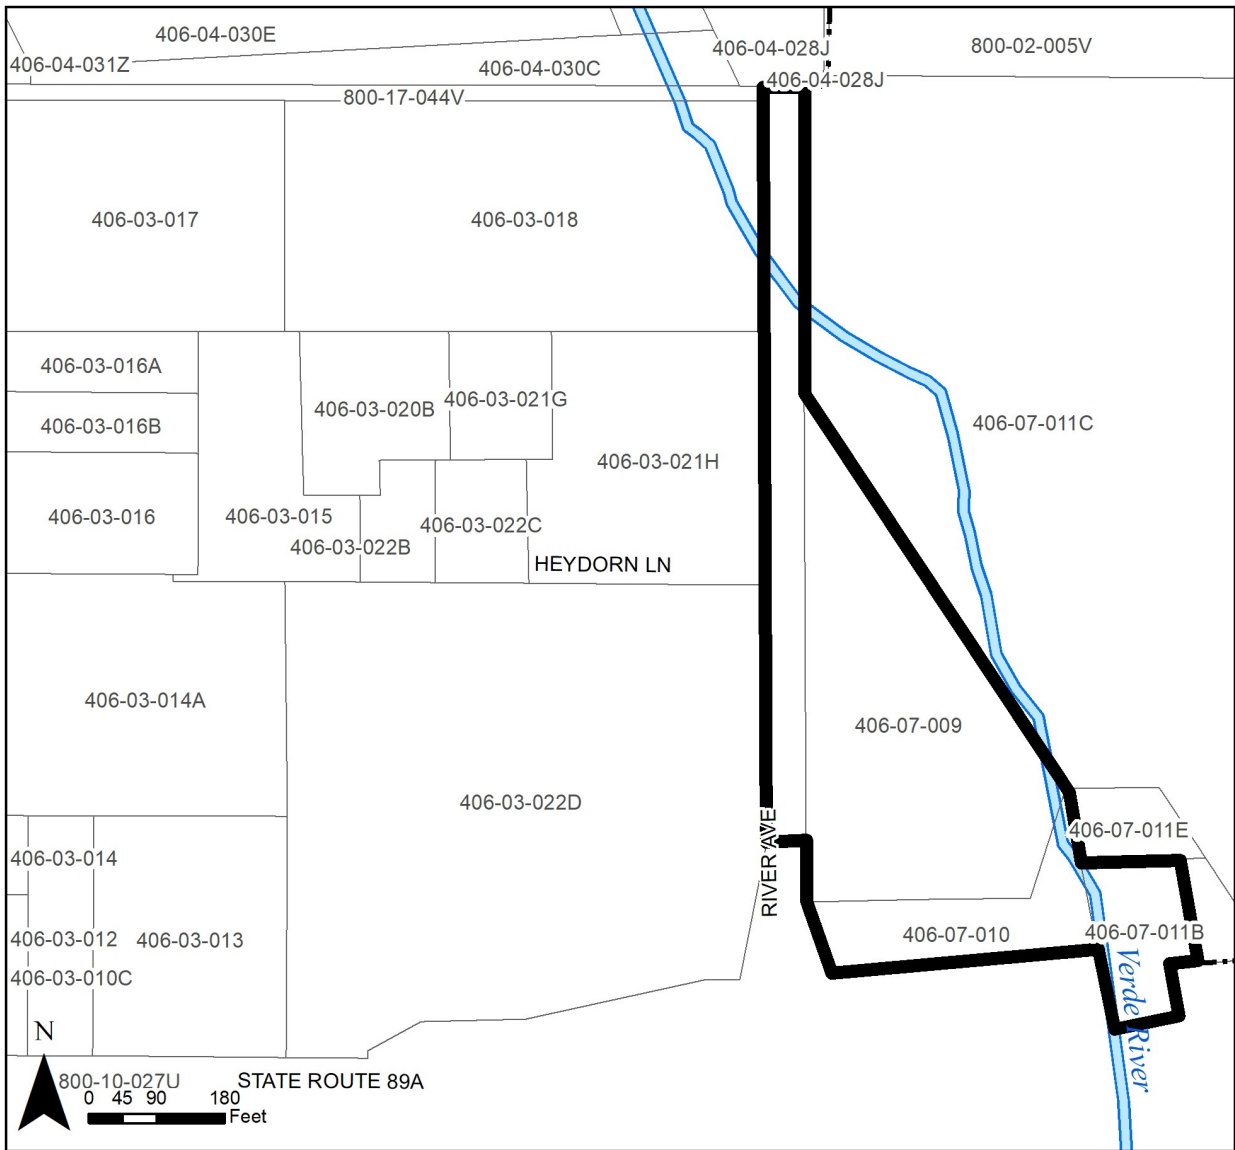 406-04-030E
406-04-028J
800-02-005V
406-04-031Z
406-04-030C
406-04-028J
800-17-044V
406-03-017
406-03-018
406-03-016A
406-03-020B
406-03-021G
406-07-011C
406-03-016B
406-03-021H
406-03-016
406-03-015
406-03-022C
406-03-022B
HEYDORN LN
406-03-014A
406-07-009
406-03-022D
406-07-011E
RIVER AVE
406-03-014
406-03-012
406-03-013
406-07-010
406-07-011B
406-03-010C
Verde River
N
800-10-027U
STATE ROUTE 89A
0 45 90 180
Feet